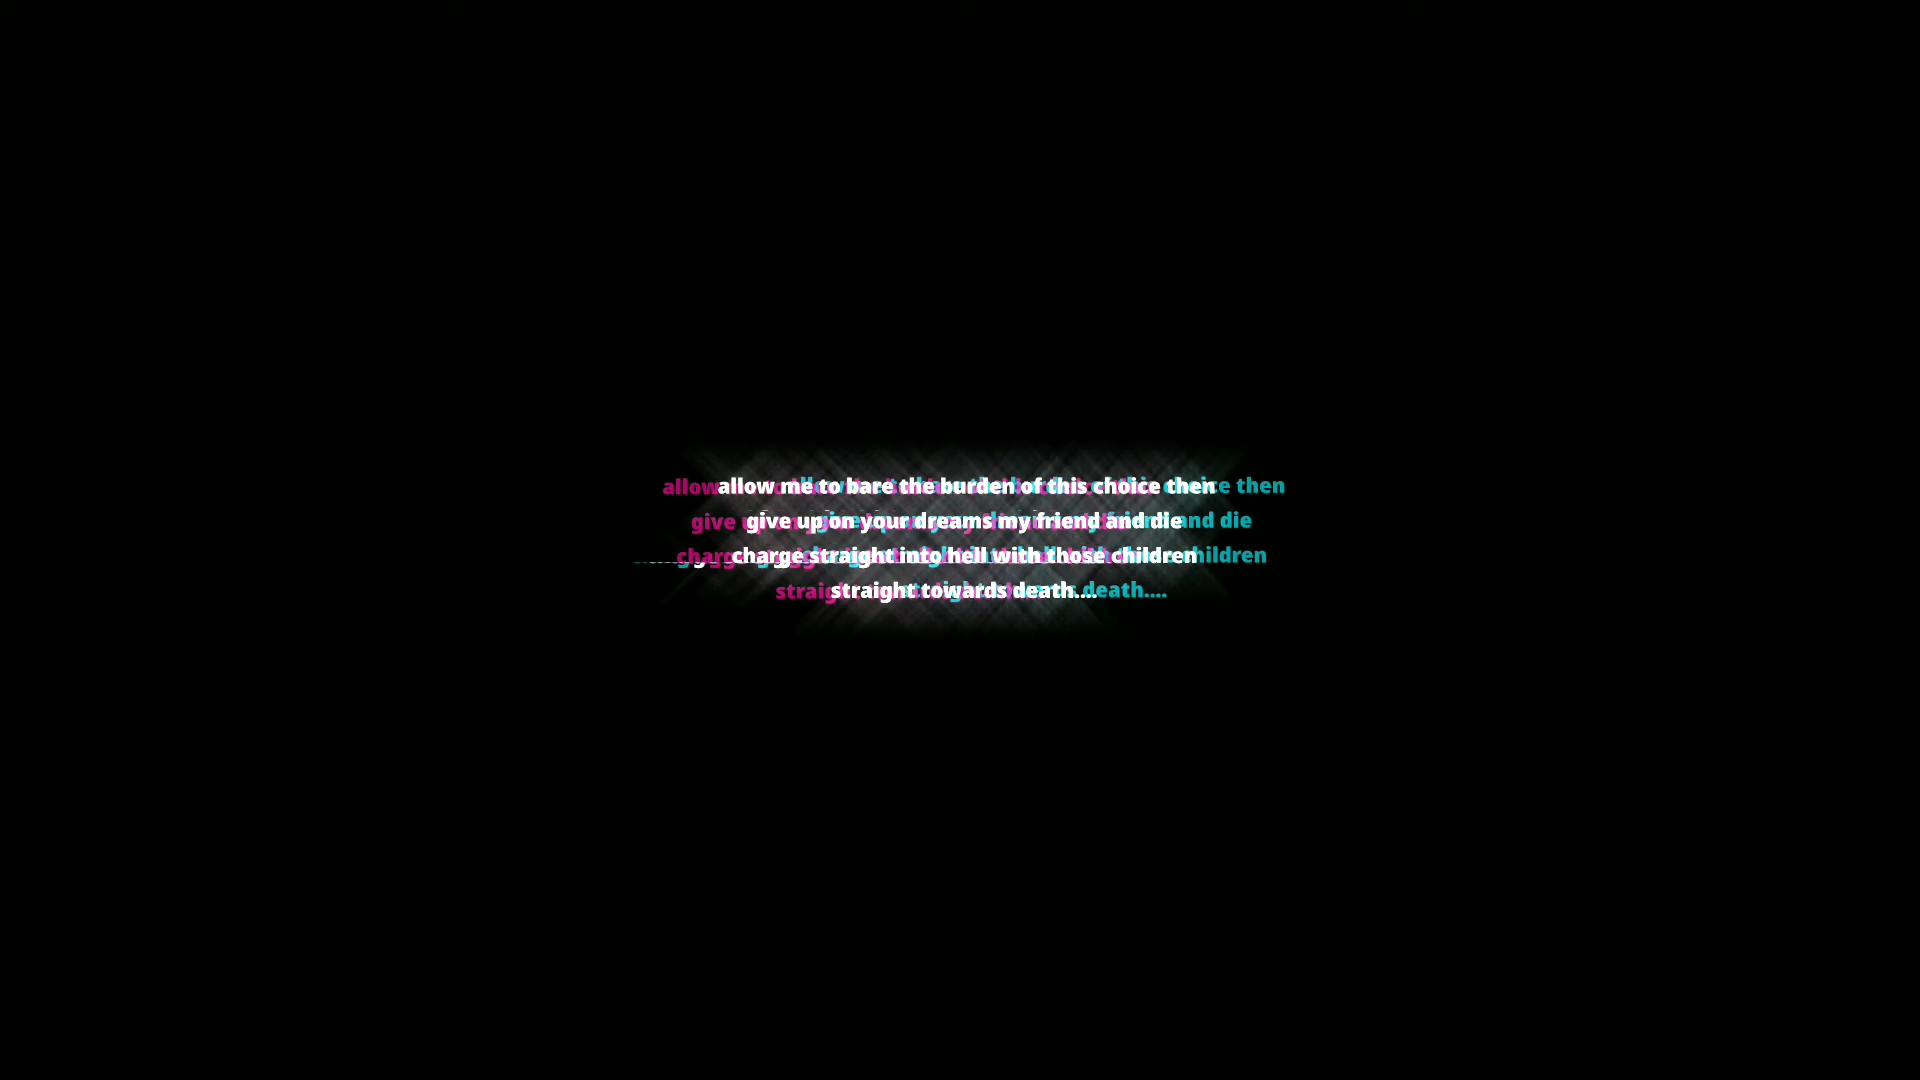 allow me to bare the burden of this choice then
give up on your dreams my friend and die
charge straight into hell with those children
straight towards death....